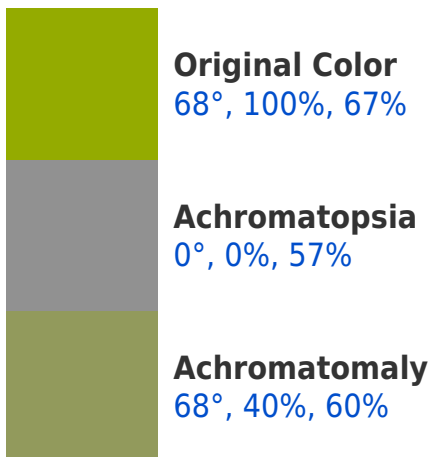 Original Color
68°, 100%, 67%
Achromatopsia
0°, 0%, 57%
Achromatomaly
68°, 40%, 60%